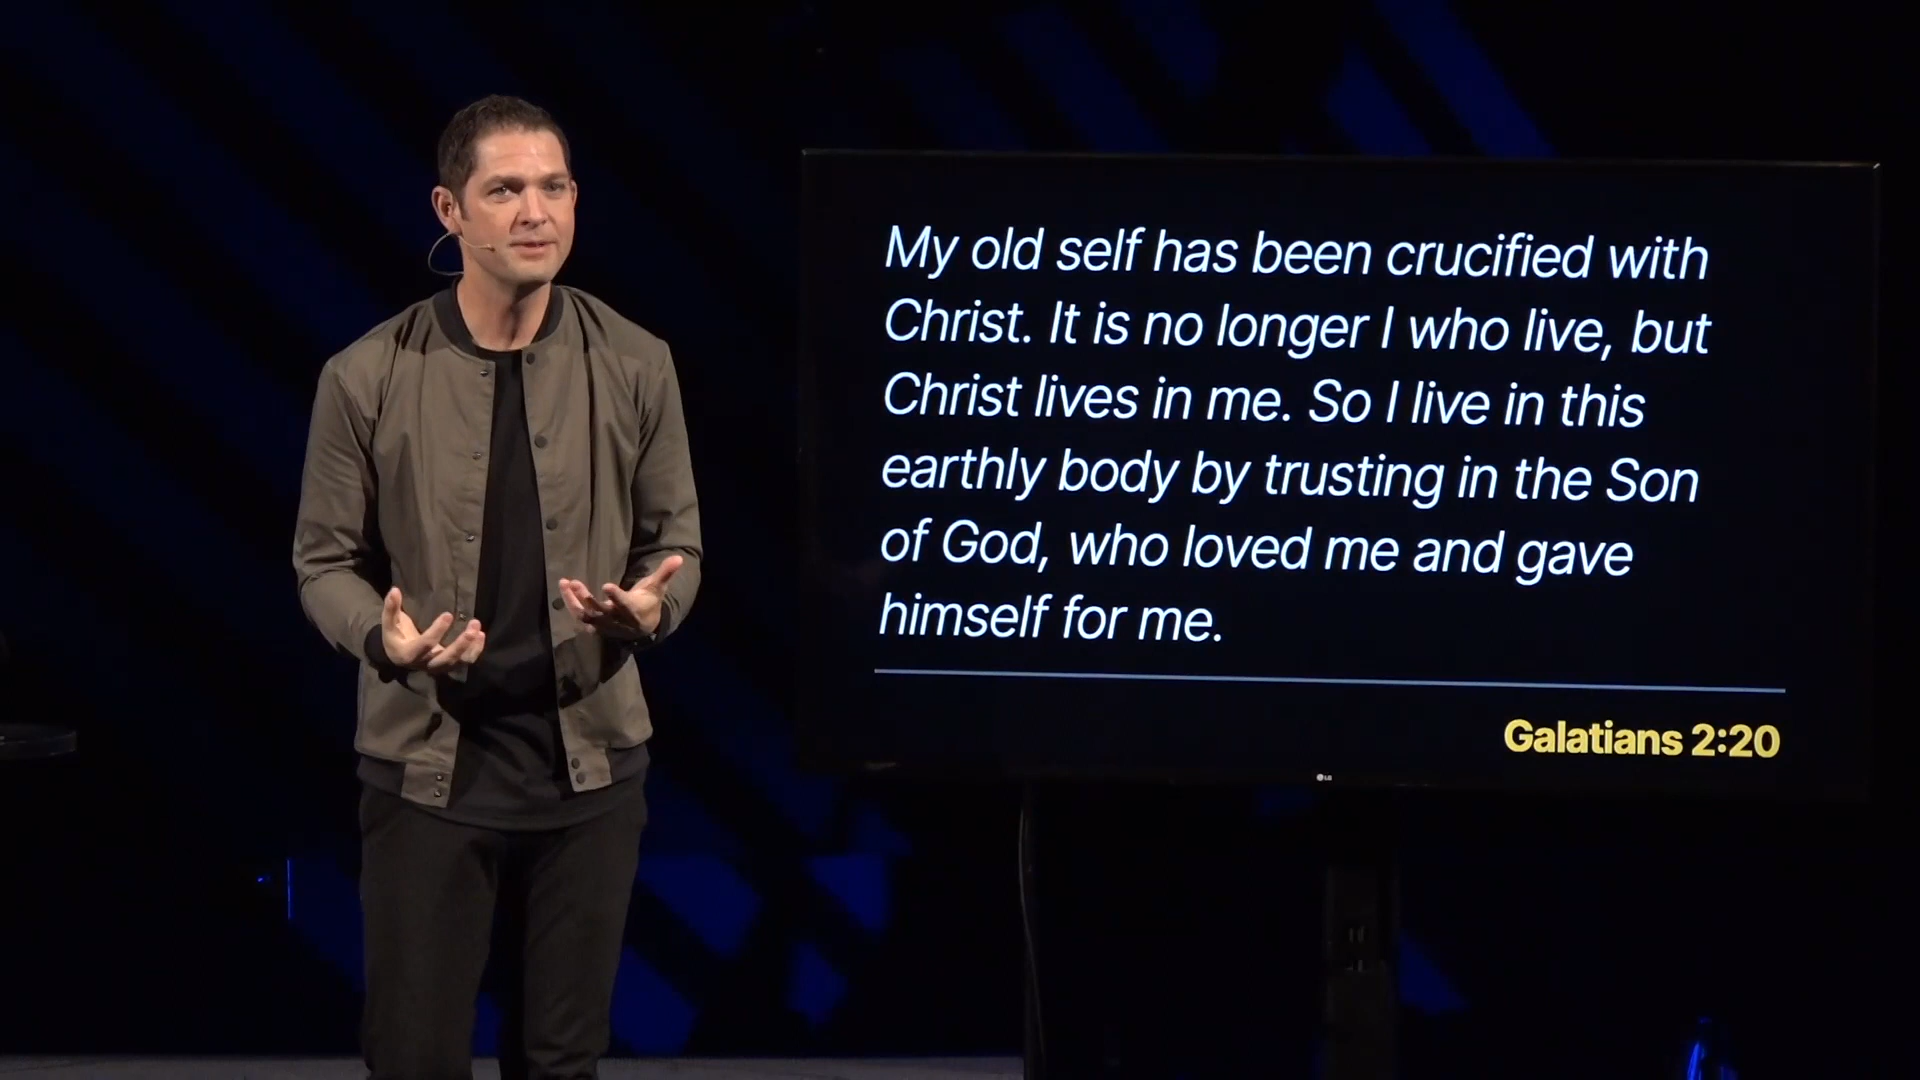 My old self has been crucified with
Christ. It is no longer I who live, but
Christ lives in me. So I live in this
earthly body by trusting in the Son
of God, who loved me and gave
himself for me.
Galatians 2:20
LG